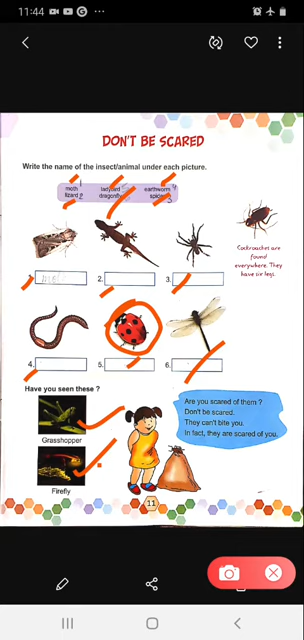 11:44
DON'T BE SCARED
Write the name of the insect/animal under each picture.
moth ladybird earthworm
lizard dragonfly spider
Cockroaches are
found
everywhere. They
have six legs.
1. 2. 3.
4. 5. 6.
Have you seen these ?
Grasshopper
Firefly
Are you scared of them ?
Don't be scared.
They can't bite you.
In fact, they are scared of you.
11